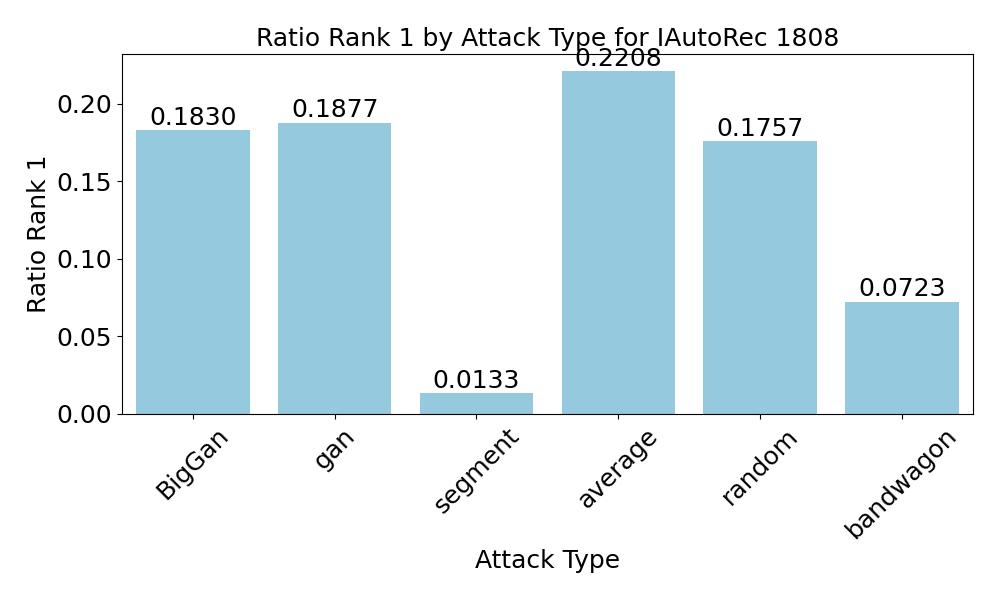 Ratio Rank 1 by Attack Type for IAutoRec 1808
0.2208
0.1830
0.1877
0.1757
0.0723
0.0133
0.20
0.15
0.10
0.05
0.00
Ratio Rank 1
BigGan
gan
segment
average
random
bandwagon
Attack Type